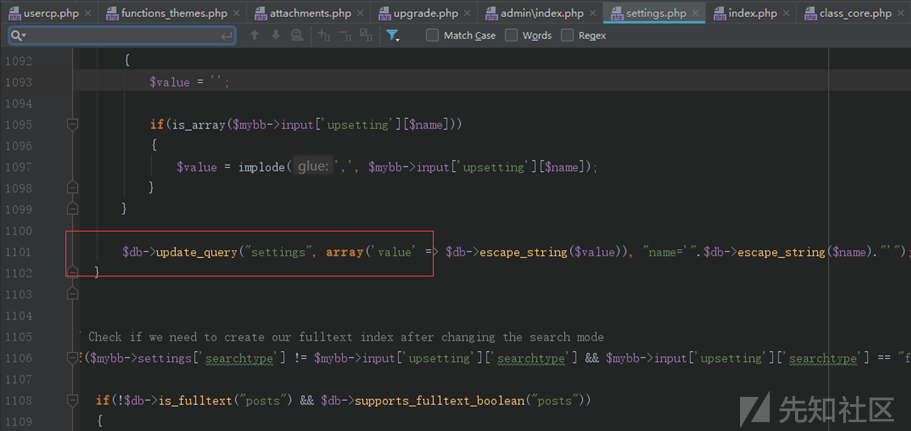 usercp.php × functions_themes.php × attachments.php × upgrade.php × admin\index.php × settings.php × index.php × class_core.php ×
Match Case Words Regex
1092 {
1093 $value = '';
1094
1095 if(is_array($mybb->input['upsetting'][$name]))
1096 {
1097 $value = implode( glue: ',', $mybb->input['upsetting'][$name]);
1098 }
1099 }
1100
1101 $db->update_query("settings", array('value' => $db->escape_string($value)), "name='".$db->escape_string($name)."'");
1102 }
1103
1105 Check if we need to create our fulltext index after changing the search mode
1106 f($mybb->settings['searchtype'] != $mybb->input['upsetting']['searchtype'] && $mybb->input['upsetting']['searchtype'] == "f
1107
1108 if(!$db->is_fulltext("posts") && $db->supports_fulltext_boolean("posts"))
1109 {
先知社区